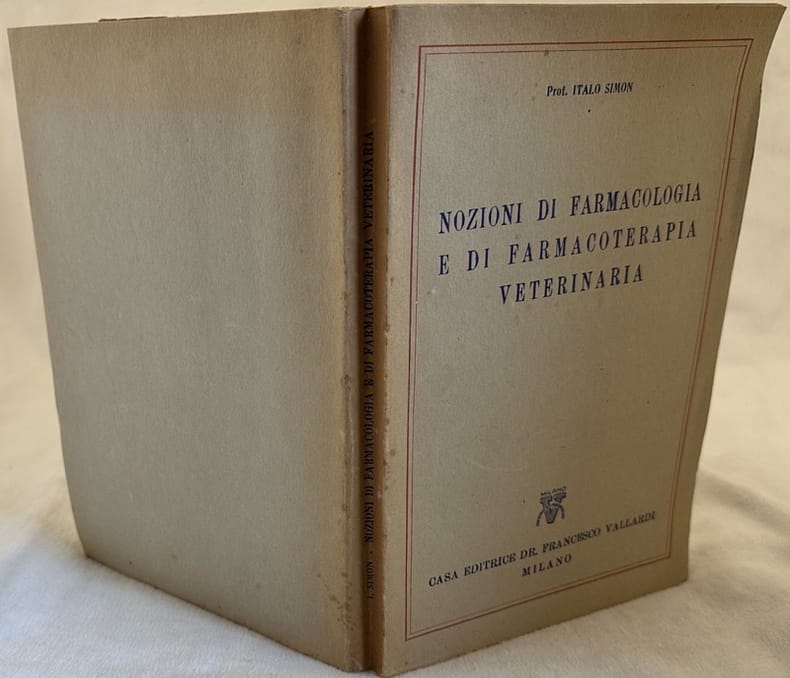 Prof. ITALO SIMON
NOZIONI DI FARMACOLOGIA
E DI FARMACOTERAPIA
VETERINARIA
MILANO
CASA EDITRICE DR. FRANCESCO VALLARDI
MILANO
I. SIMON - NOZIONI DI FARMACOLOGIA E DI FARMACOTERAPIA VETERINARIA